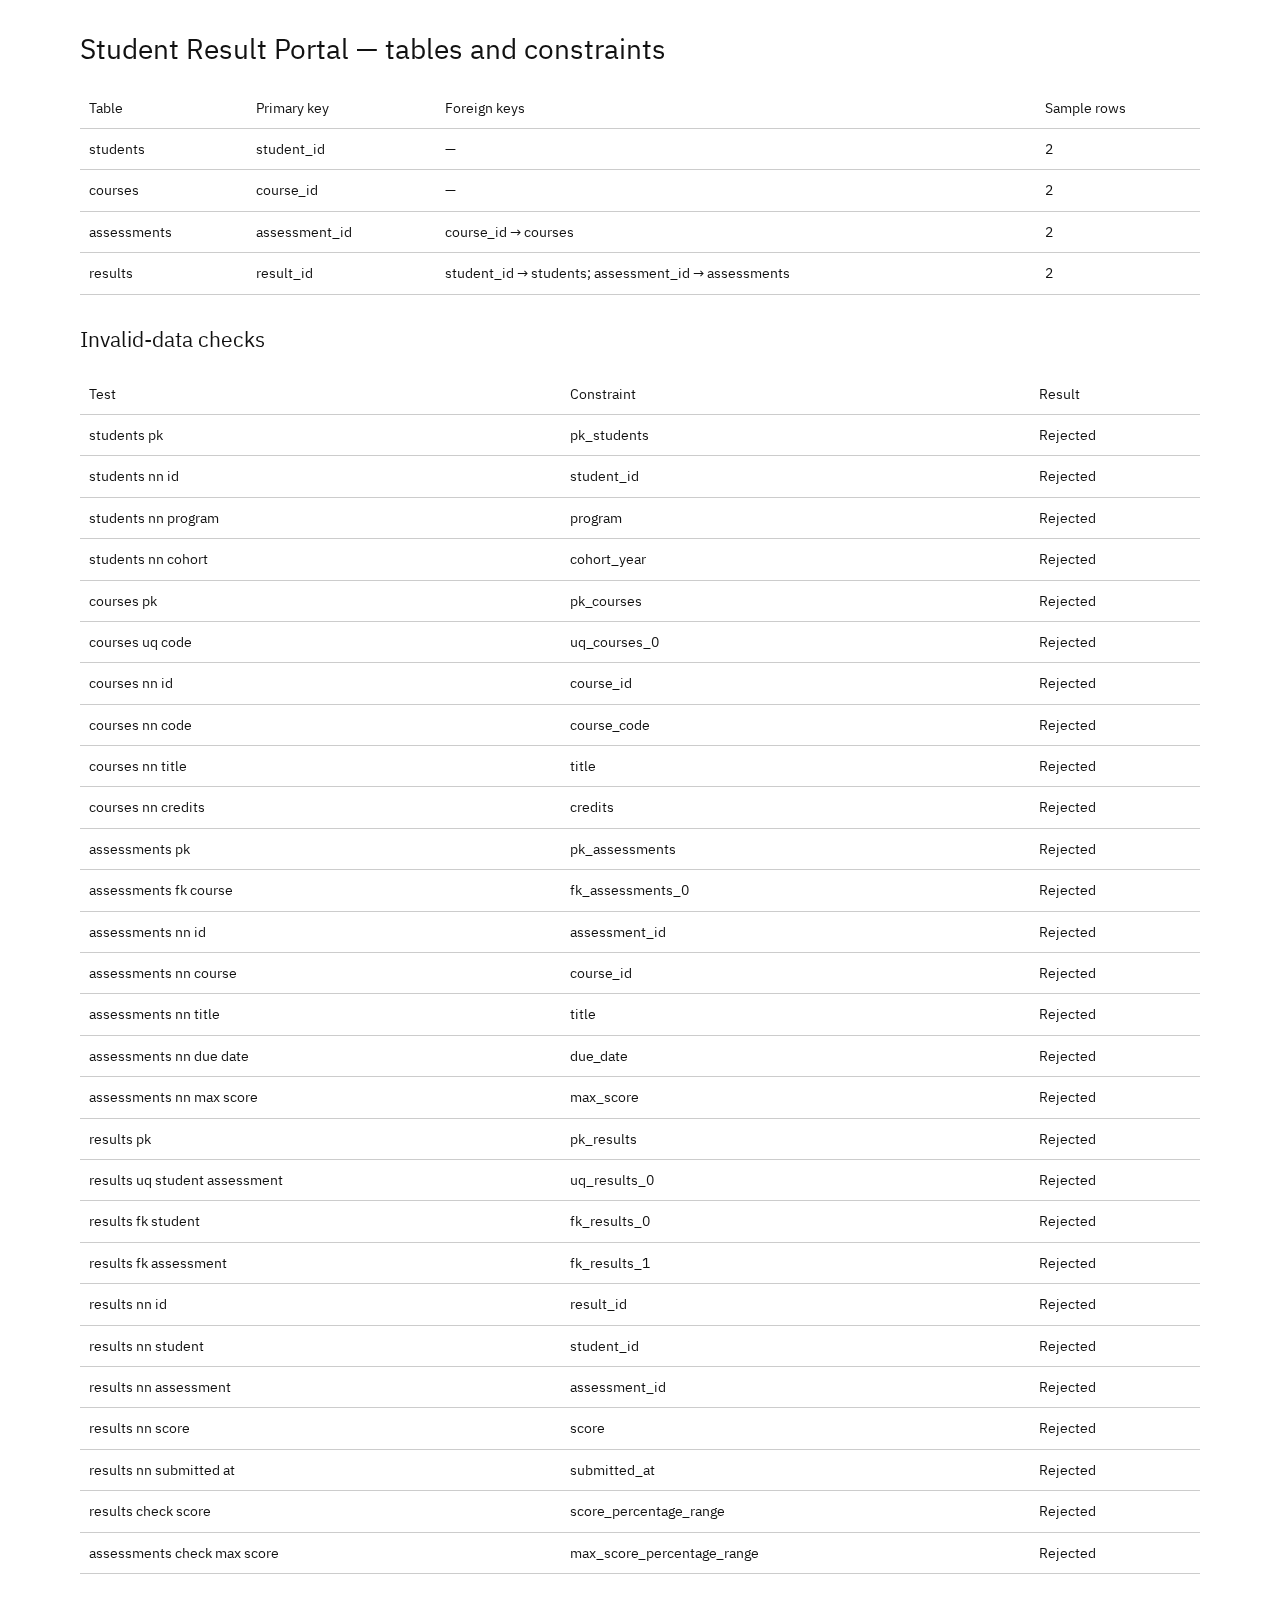 Student Result Portal — tables and constraints
Table Primary key Foreign keys Sample rows
students student_id — 2
courses course_id — 2
assessments assessment_id course_id → courses 2
results result_id student_id → students; assessment_id → assessments 2
Invalid-data checks
Test Constraint Result
students pk pk_students Rejected
students nn id student_id Rejected
students nn program program Rejected
students nn cohort cohort_year Rejected
courses pk pk_courses Rejected
courses uq code uq_courses_0 Rejected
courses nn id course_id Rejected
courses nn code course_code Rejected
courses nn title title Rejected
courses nn credits credits Rejected
assessments pk pk_assessments Rejected
assessments fk course fk_assessments_0 Rejected
assessments nn id assessment_id Rejected
assessments nn course course_id Rejected
assessments nn title title Rejected
assessments nn due date due_date Rejected
assessments nn max score max_score Rejected
results pk pk_results Rejected
results uq student assessment uq_results_0 Rejected
results fk student fk_results_0 Rejected
results fk assessment fk_results_1 Rejected
results nn id result_id Rejected
results nn student student_id Rejected
results nn assessment assessment_id Rejected
results nn score score Rejected
results nn submitted at submitted_at Rejected
results check score score_percentage_range Rejected
assessments check max score max_score_percentage_range Rejected